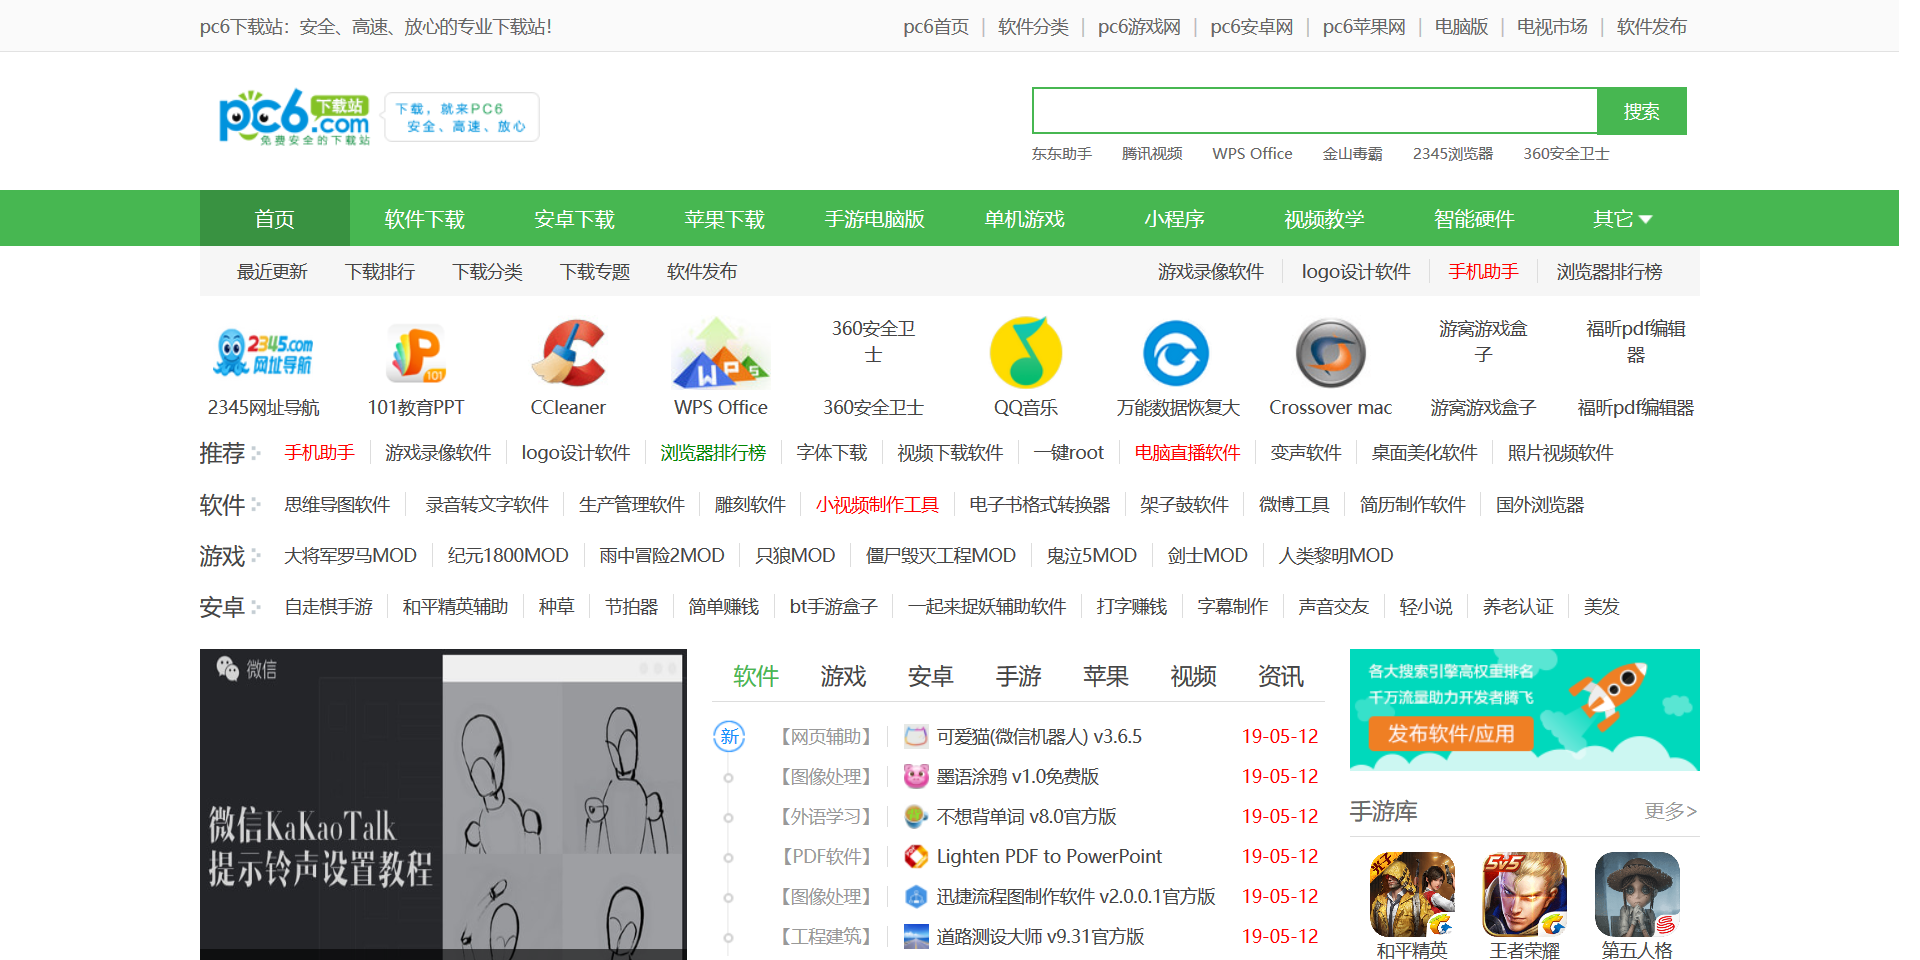 pc6下载站：安全、高速、放心的专业下载站！
pc6首页 | 软件分类 | pc6游戏网 | pc6安卓网 | pc6苹果网 | 电脑版 | 电视市场 | 软件发布
pc6.com 下载站
免费安全的下载站
下载，就来PC6
安全、高速、放心
搜索
东东助手 腾讯视频 WPS Office 金山毒霸 2345浏览器 360安全卫士
首页 软件下载 安卓下载 苹果下载 手游电脑版 单机游戏 小程序 视频教学 智能硬件 其它
最近更新 下载排行 下载分类 下载专题 软件发布 游戏录像软件 logo设计软件 手机助手 浏览器排行榜
2345.com
网址导航
P
101
WPS
360安全卫
士
游窝游戏盒
子
福昕pdf编辑
器
2345网址导航 101教育PPT CCleaner WPS Office 360安全卫士 QQ音乐 万能数据恢复大 Crossover mac 游窝游戏盒子 福昕pdf编辑器
推荐 手机助手 游戏录像软件 logo设计软件 浏览器排行榜 字体下载 视频下载软件 一键root 电脑直播软件 变声软件 桌面美化软件 照片视频软件
软件 思维导图软件 录音转文字软件 生产管理软件 雕刻软件 小视频制作工具 电子书格式转换器 架子鼓软件 微博工具 简历制作软件 国外浏览器
游戏 大将军罗马MOD 纪元1800MOD 雨中冒险2MOD 只狼MOD 僵尸毁灭工程MOD 鬼泣5MOD 剑士MOD 人类黎明MOD
安卓 自走棋手游 和平精英辅助 种草 节拍器 简单赚钱 bt手游盒子 一起来捉妖辅助软件 打字赚钱 字幕制作 声音交友 轻小说 养老认证 美发
微信
微信KaKaoTalk
提示铃声设置教程
软件 游戏 安卓 手游 苹果 视频 资讯
新 【网页辅助】 可爱猫(微信机器人) v3.6.5 19-05-12
【图像处理】 墨语涂鸦 v1.0免费版 19-05-12
【外语学习】 不想背单词 v8.0官方版 19-05-12
【PDF软件】 Lighten PDF to PowerPoint 19-05-12
【图像处理】 迅捷流程图制作软件 v2.0.0.1官方版 19-05-12
【工程建筑】 道路测设大师 v9.31官方版 19-05-12
各大搜索引擎高权重排名
千万流量助力开发者腾飞
发布软件/应用
手游库 更多>
5v5
和平精英 王者荣耀 第五人格